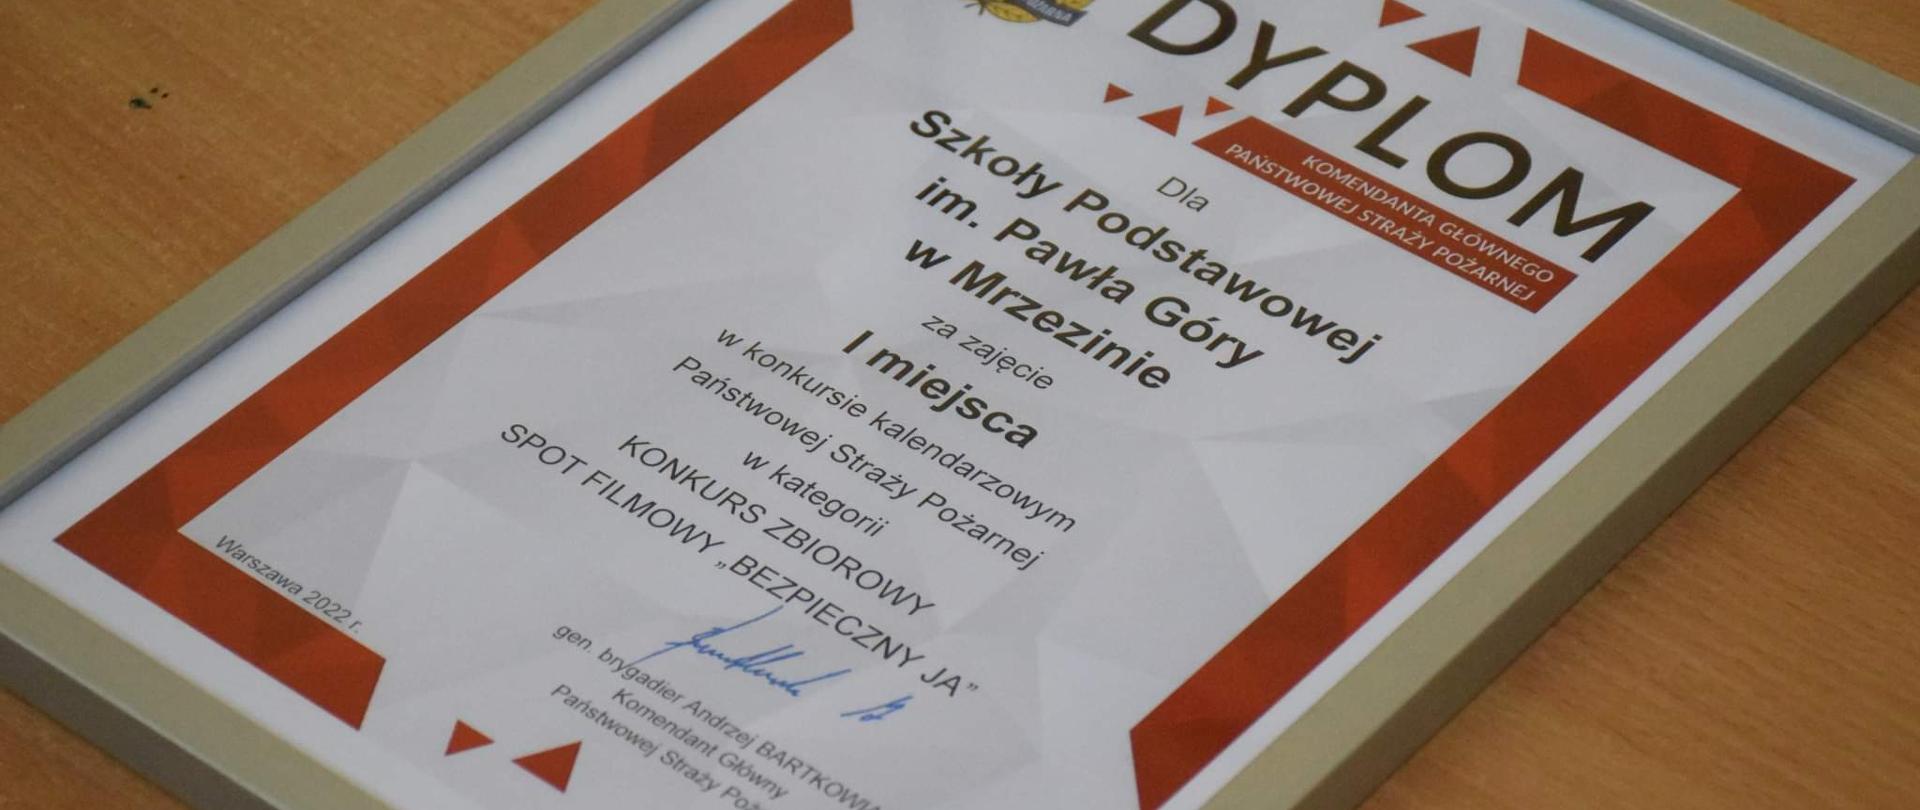 DYPLOM
KOMENDANTA GŁÓWNEGO
PAŃSTWOWEJ STRAŻY POŻARNEJ
Dla
Szkoły Podstawowej
im. Pawła Góry
w Mrzezinie
za zajęcie
I miejsca
w konkursie kalendarzowym
Państwowej Straży Pożarnej
w kategorii
KONKURS ZBIOROWY
SPOT FILMOWY „BEZPIECZNY JA”
Warszawa 2022 r.
gen. brygadier Andrzej
Komendant Główny
Państwowej Straży